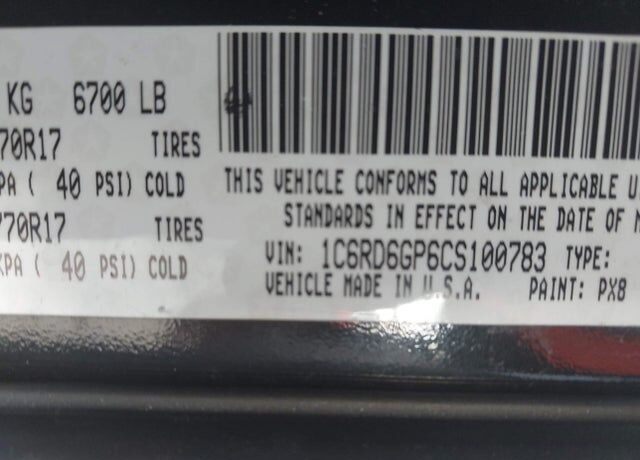 KG 6700 LB
70R17 TIRES
PA ( 40 PSI) COLD
70R17 TIRES
KPA ( 40 PSI) COLD
THIS VEHICLE CONFORMS TO ALL APPLICABLE U
STANDARDS IN EFFECT ON THE DATE OF M
VIN: 1C6RD6GP6CS100783 TYPE:
VEHICLE MADE IN U.S.A. PAINT: PX8